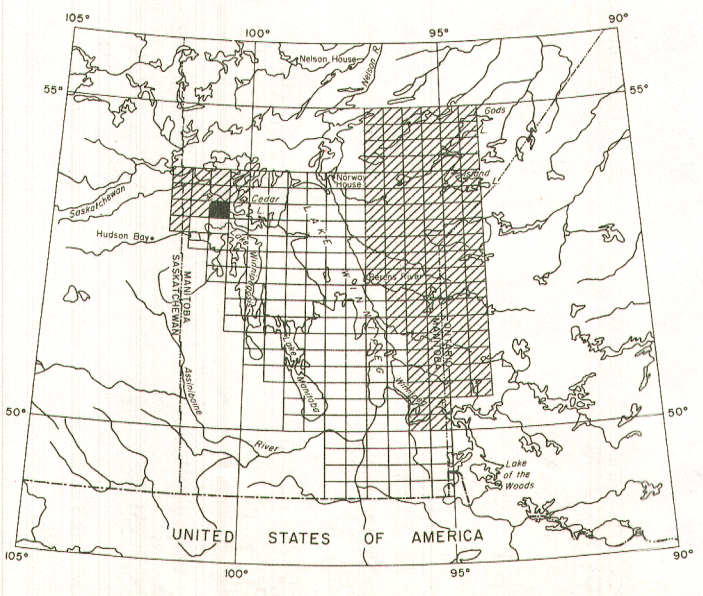 105°
100°
95°
90°
Nelson House
Nelson R.
55°
55°
Gods
L.
Island
L.
Norway
House
Saskatchewan
Cedar
L.
Hudson Bay
LAKE WINNIPEG
Lake Winnipegosis
Berens River
MANITOBA
SASKATCHEWAN
ONTARIO
MANITOBA
Lake Manitoba
Winnipeg
Assiniboine
River
50°
50°
Lake
of the
Woods
UNITED STATES OF AMERICA
105°
100°
95°
90°